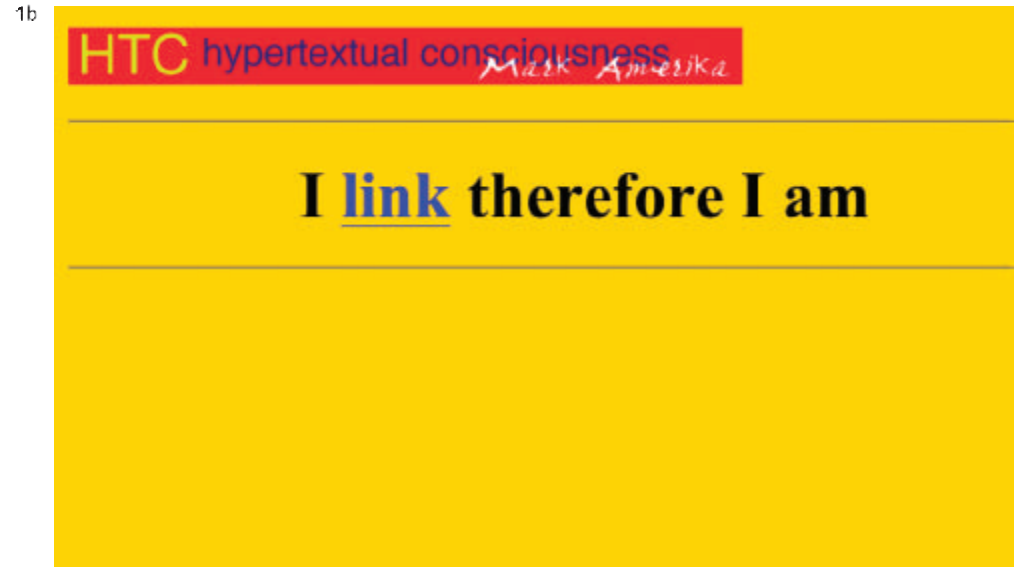 1b
HTC hypertextual consciousness
Mark Amerika
I link therefore I am